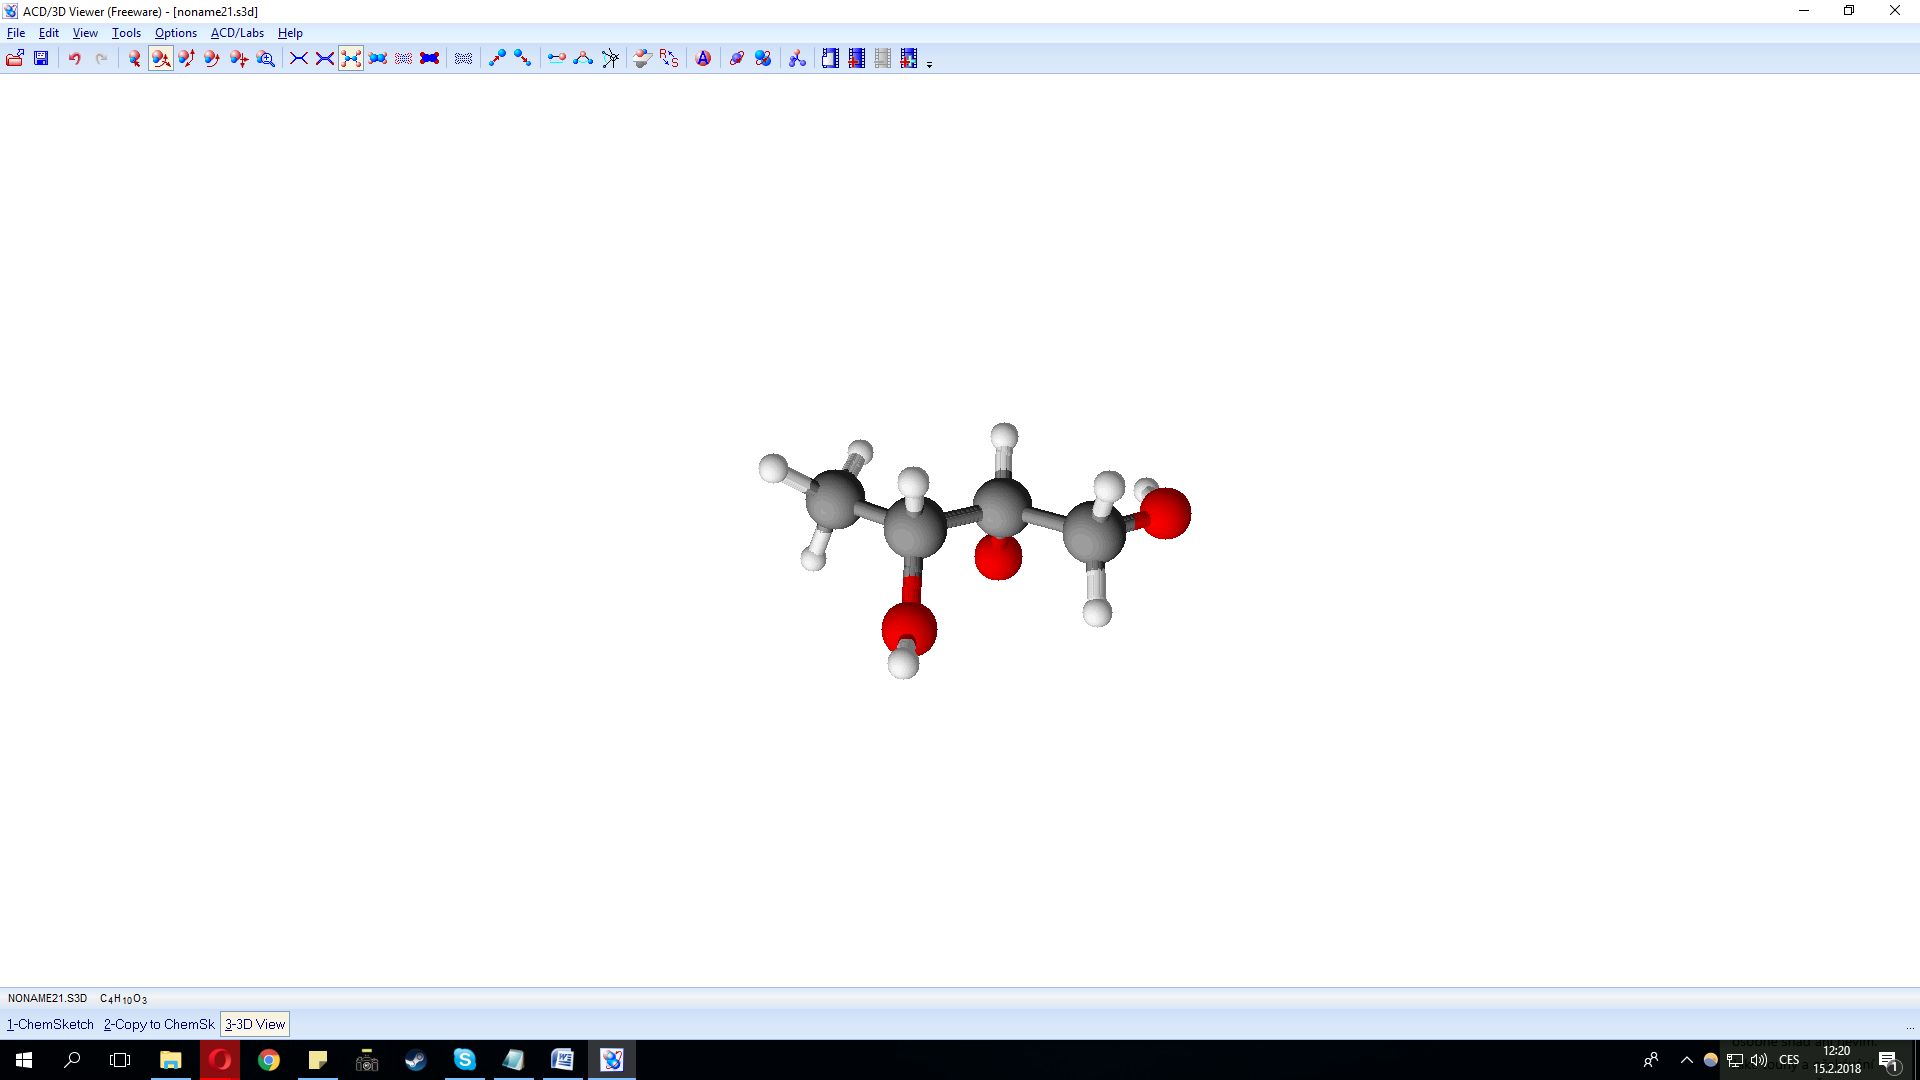 ACD/3D Viewer (Freeware) - [noname21.s3d]
File Edit View Tools Options ACD/Labs Help
NONAME21.S3D C4H10O3
1-ChemSketch 2-Copy to ChemSk 3-3D View
12:20
CES
15.2.2018
1